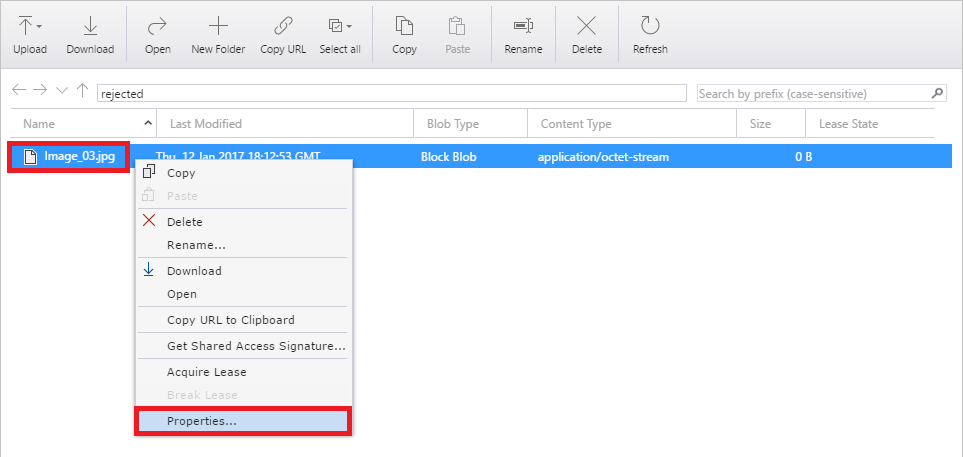 Upload Download Open New Folder Copy URL Select all Copy Paste Rename Delete Refresh
rejected Search by prefix (case-sensitive)
Name Last Modified Blob Type Content Type Size Lease State
Image_03.jpg Thu, 12 Jan 2017 18:12:53 GMT Block Blob application/octet-stream 0 B
Copy
Paste
Delete
Rename...
Download
Open
Copy URL to Clipboard
Get Shared Access Signature...
Acquire Lease
Break Lease
Properties...